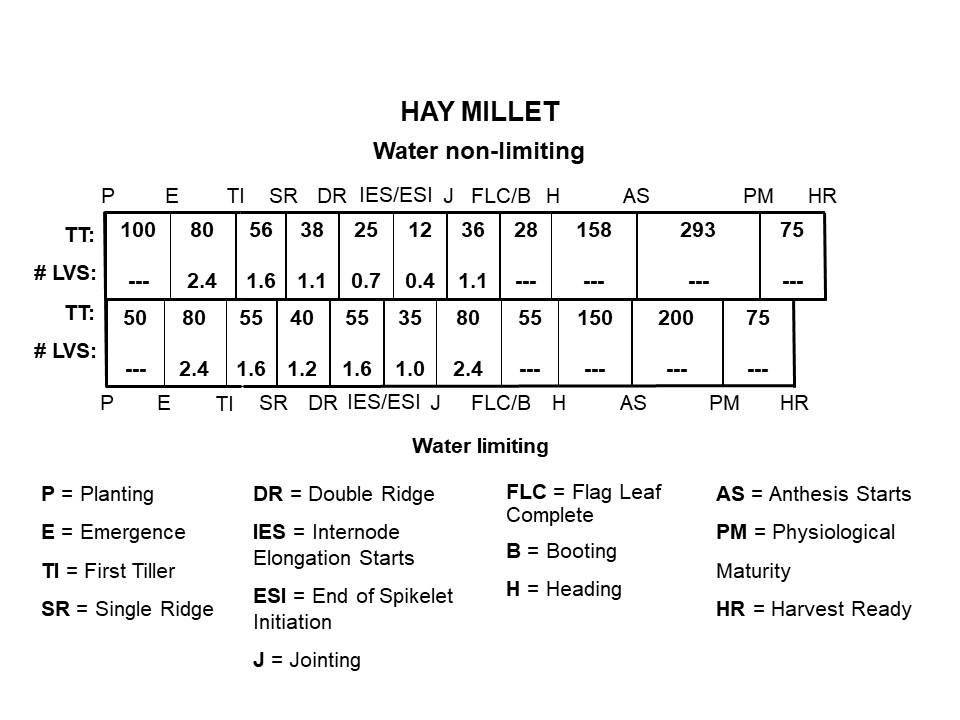 HAY MILLET
Water non-limiting
P E TI SR DR IES/ESI J FLC/B H AS PM HR
TT: 100 80 56 38 25 12 36 28 158 293 75
# LVS: --- 2.4 1.6 1.1 0.7 0.4 1.1 --- --- --- ---
TT: 50 80 55 40 55 35 80 55 150 200 75
# LVS: --- 2.4 1.6 1.2 1.6 1.0 2.4 --- --- --- ---
P E TI SR DR IES/ESI J FLC/B H AS PM HR
Water limiting
P = Planting
E = Emergence
TI = First Tiller
SR = Single Ridge
DR = Double Ridge
IES = Internode
Elongation Starts
ESI = End of Spikelet
Initiation
J = Jointing
FLC = Flag Leaf
Complete
B = Booting
H = Heading
AS = Anthesis Starts
PM = Physiological
Maturity
HR = Harvest Ready